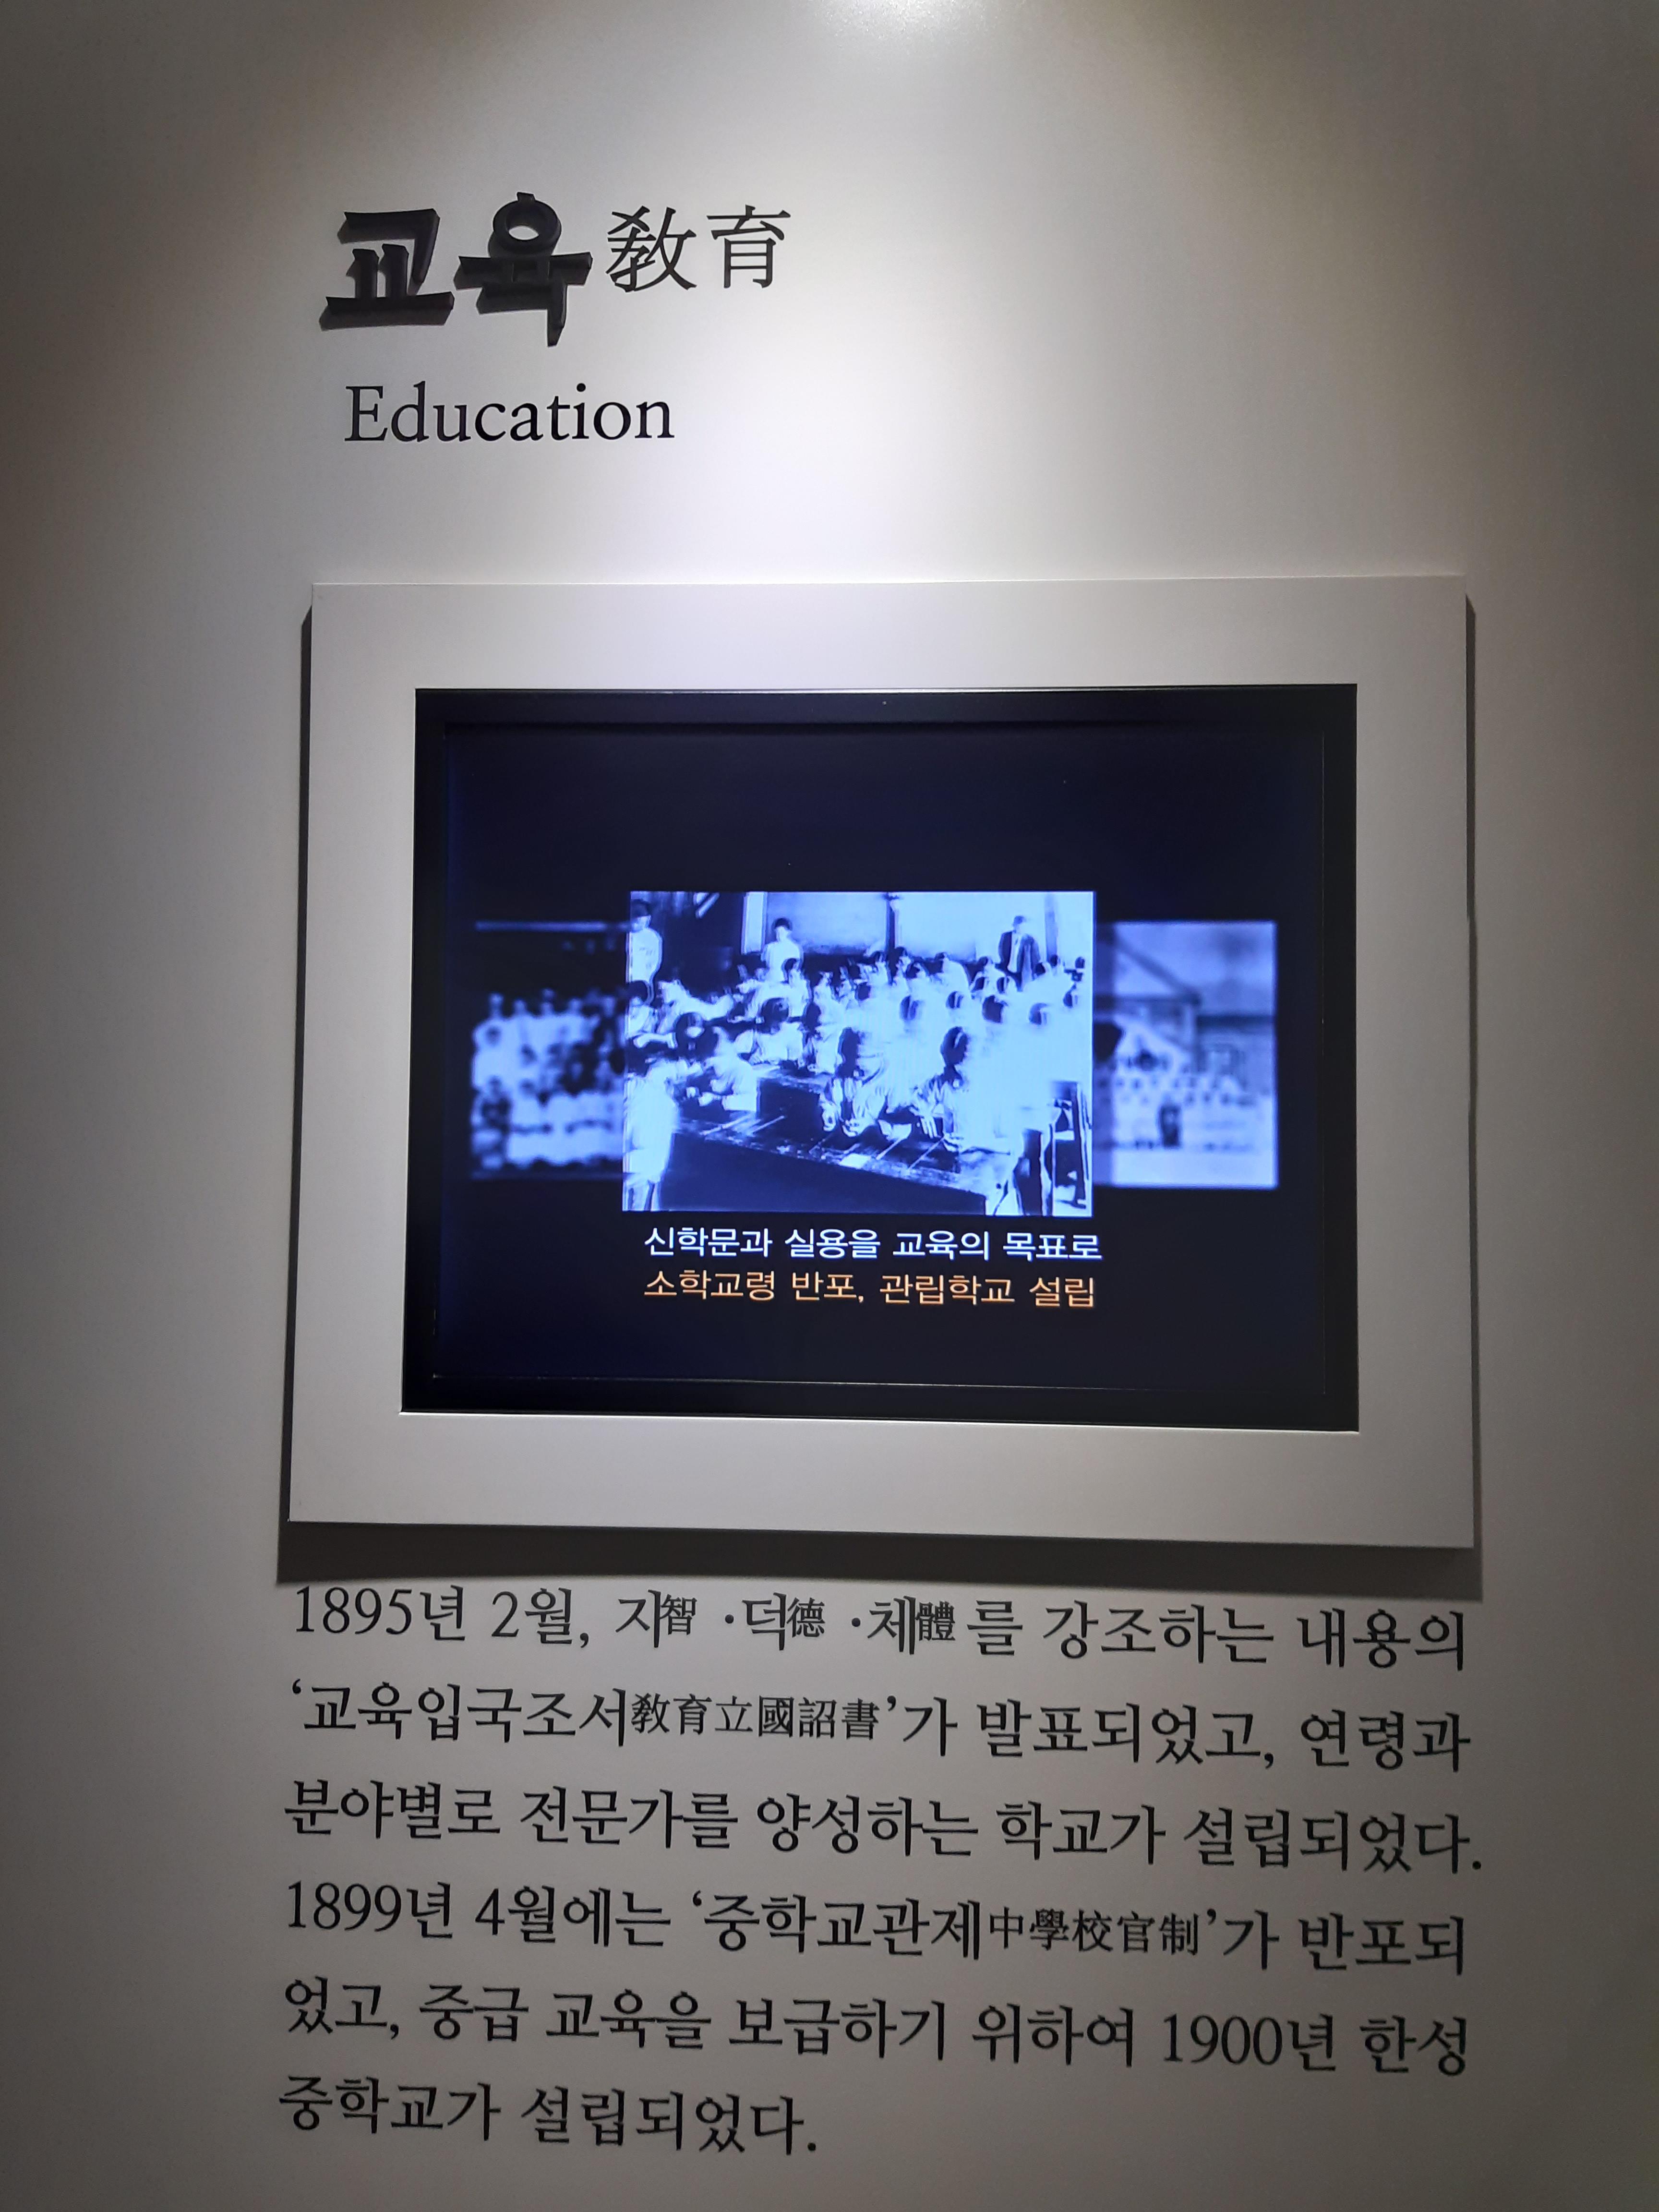 교육敎育
Education
신학문과 실용을 교육의 목표로
소학교령 반포, 관립학교 설립
1895년 2월, 지智 ·덕德 ·체體를 강조하는 내용의
‘교육입국조서敎育立國詔書’가 발표되었고, 연령과
분야별로 전문가를 양성하는 학교가 설립되었다.
1899년 4월에는 ‘중학교관제中學校官制’가 반포되
었고, 중급 교육을 보급하기 위하여 1900년 한성
중학교가 설립되었다.